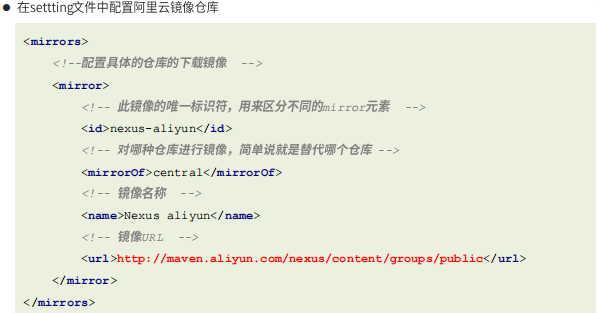 ● 在settting文件中配置阿里云镜像仓库
<mirrors>
<!--配置具体的仓库的下载镜像 -->
<mirror>
<!-- 此镜像的唯一标识符，用来区分不同的mirror元素 -->
<id>nexus-aliyun</id>
<!-- 对哪种仓库进行镜像，简单说就是替代哪个仓库 -->
<mirrorOf>central</mirrorOf>
<!-- 镜像名称 -->
<name>Nexus aliyun</name>
<!-- 镜像URL -->
<url>http://maven.aliyun.com/nexus/content/groups/public</url>
</mirror>
</mirrors>